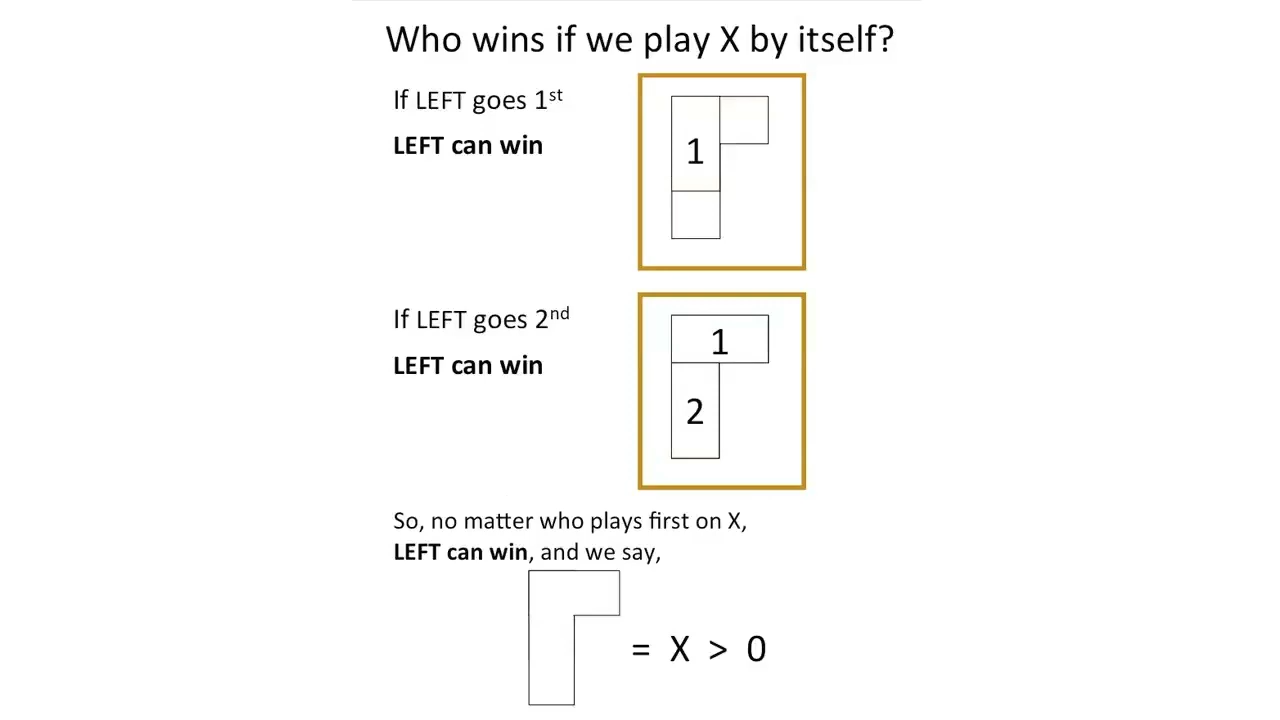 Who wins if we play X by itself?
If LEFT goes 1st
LEFT can win
1
If LEFT goes 2nd
LEFT can win
1
2
So, no matter who plays first on X,
LEFT can win, and we say,
= X > 0